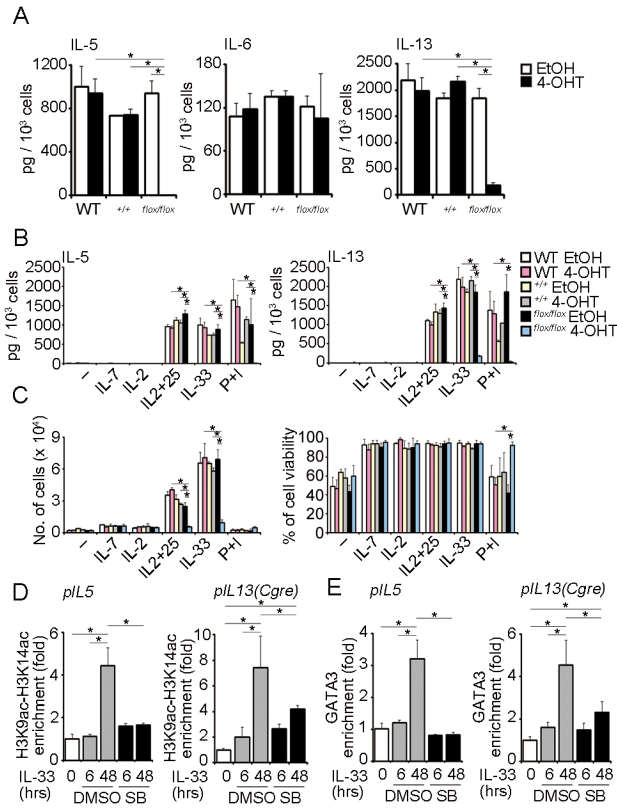 A
IL-5
IL-6
IL-13
EtOH
4-OHT
pg / 10³ cells
1200
800
400
0
pg / 10³ cells
180
120
60
0
pg / 10³ cells
2500
2000
1500
1000
500
0
WT +/+ flox/flox
WT +/+ flox/flox
WT +/+ flox/flox
* * *
* * *
B
IL-5
IL-13
pg / 10³ cells
2500
2000
1500
1000
500
0
pg / 10³ cells
2500
2000
1500
1000
500
0
WT EtOH
WT 4-OHT
+/+ EtOH
+/+ 4-OHT
flox/flox EtOH
flox/flox 4-OHT
– IL-7 IL-2 IL2+25 IL-33 P+I
– IL-7 IL-2 IL2+25 IL-33 P+I
C
No. of cells (x 10⁴)
9
6
3
0
% of cell viability
100
80
60
40
20
0
– IL-7 IL-2 IL2+25 IL-33 P+I
– IL-7 IL-2 IL2+25 IL-33 P+I
D
pIL5
pIL13(Cgre)
H3K9ac-H3K14ac
enrichment (fold)
6
4
2
0
H3K9ac-H3K14ac
enrichment (fold)
10
8
6
4
2
0
IL-33 (hrs)
0 6 48 6 48
DMSO SB
0 6 48 6 48
DMSO SB
E
pIL5
pIL13(Cgre)
GATA3
enrichment (fold)
4
3
2
1
0
GATA3
enrichment (fold)
6
4
2
0
IL-33 (hrs)
0 6 48 6 48
DMSO SB
0 6 48 6 48
DMSO SB